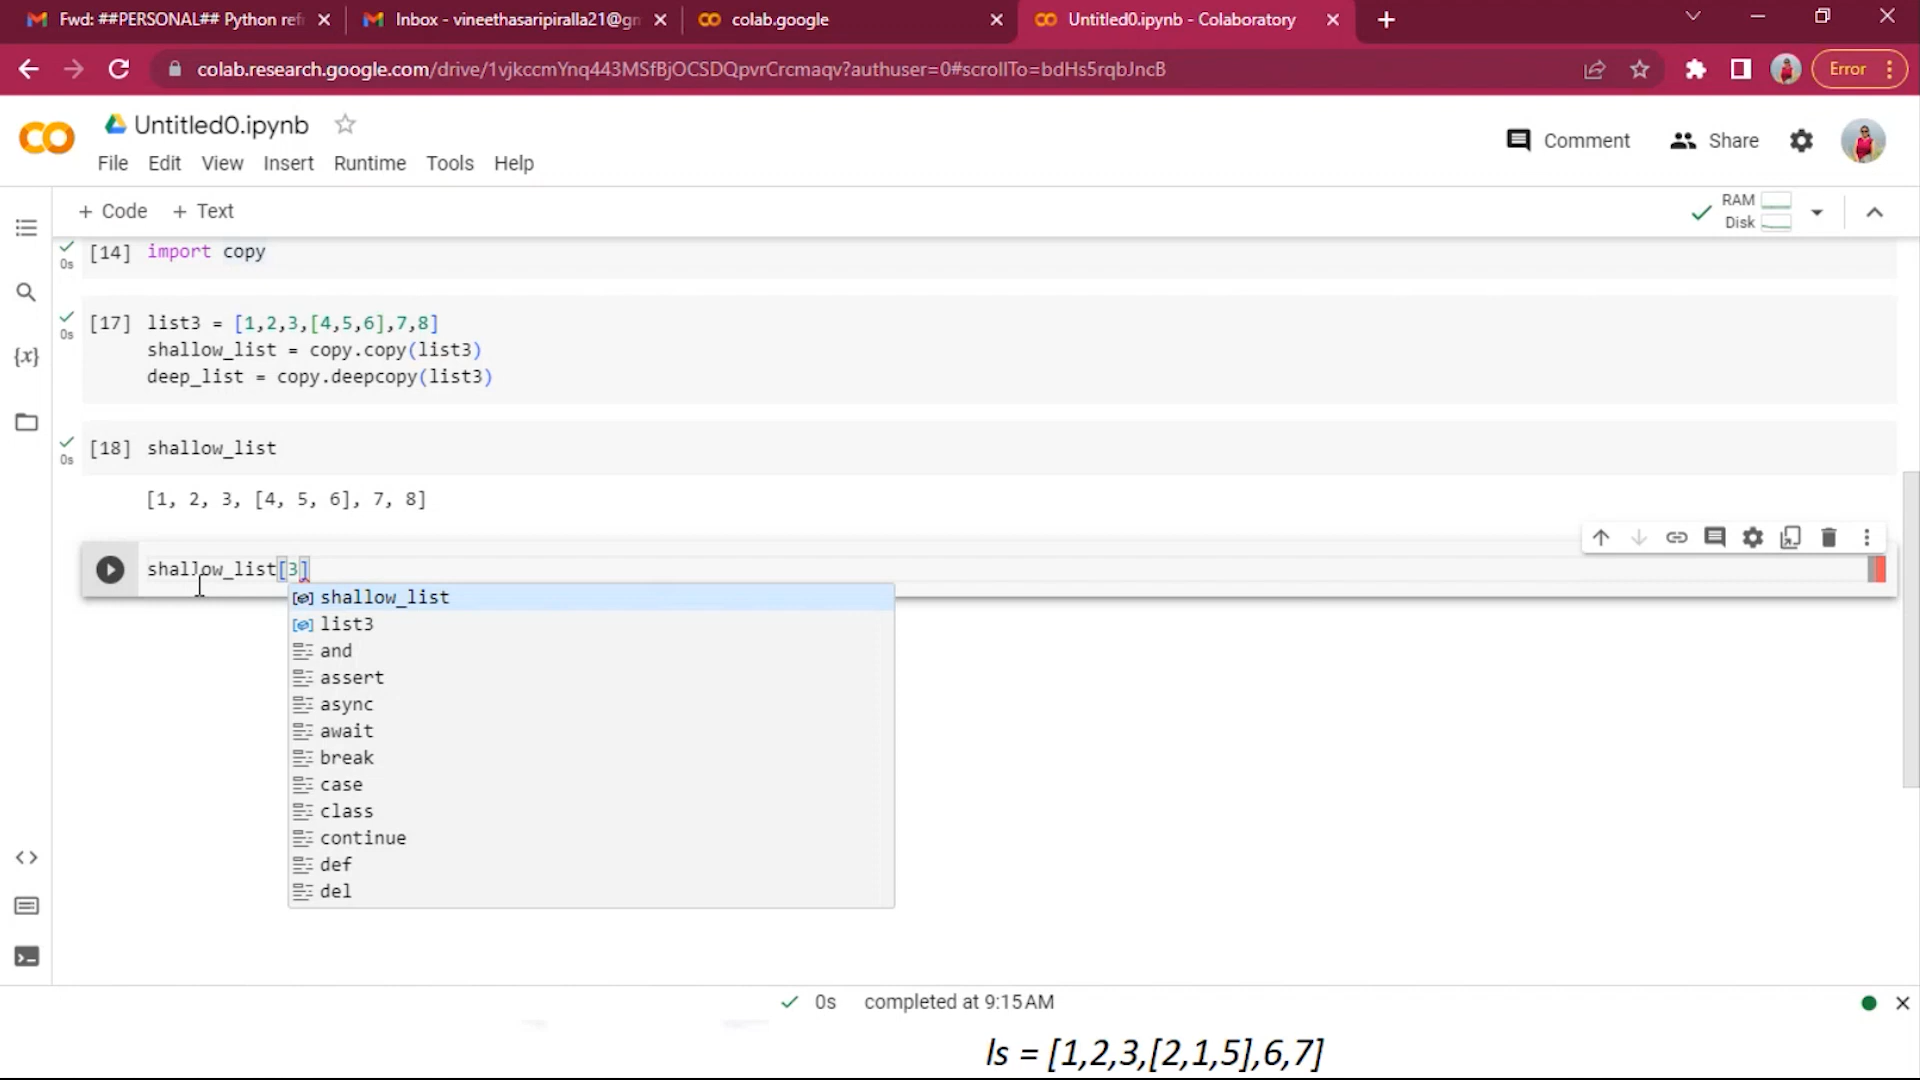 Fwd: ##PERSONAL## Python ref
Inbox - vineethasaripiralla21@gn
colab.google
Untitled0.ipynb - Colaboratory
colab.research.google.com/drive/1vjkccmYnq443MSfBjOCSDQpvrCrcmaqv?authuser=0#scrollTo=bdHs5rqbJncB
Error
CO
Untitled0.ipynb
Comment
Share
File Edit View Insert Runtime Tools Help
+ Code + Text
RAM
Disk
0s [14] import copy
0s [17] list3 = [1,2,3,[4,5,6],7,8]
shallow_list = copy.copy(list3)
deep_list = copy.deepcopy(list3)
0s [18] shallow_list
[1, 2, 3, [4, 5, 6], 7, 8]
shallow_list[3]
shallow_list
list3
and
assert
async
await
break
case
class
continue
def
del
0s completed at 9:15 AM
ls = [1,2,3,[2,1,5],6,7]